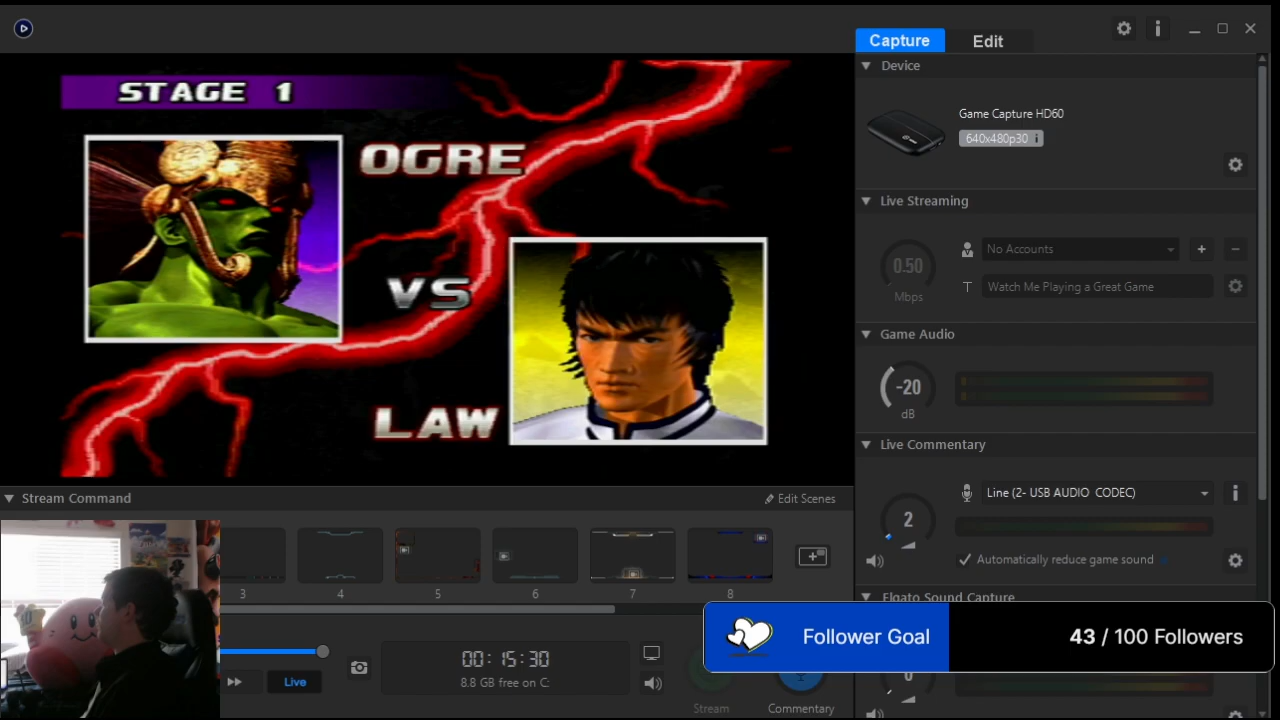 Capture
Edit
Device
Game Capture HD60
640x480p30 i
STAGE 1
OGRE
VS
LAW
Live Streaming
0.50
Mbps
No Accounts
T
Watch Me Playing a Great Game
Game Audio
-20
dB
Live Commentary
2
Line (2- USB AUDIO CODEC)
Automatically reduce game sound
Elgato Sound Capture
Stream Command
Edit Scenes
3
4
5
6
7
8
Follower Goal
43 / 100 Followers
Live
00:15:30
8.8 GB free on C:
Stream
Commentary